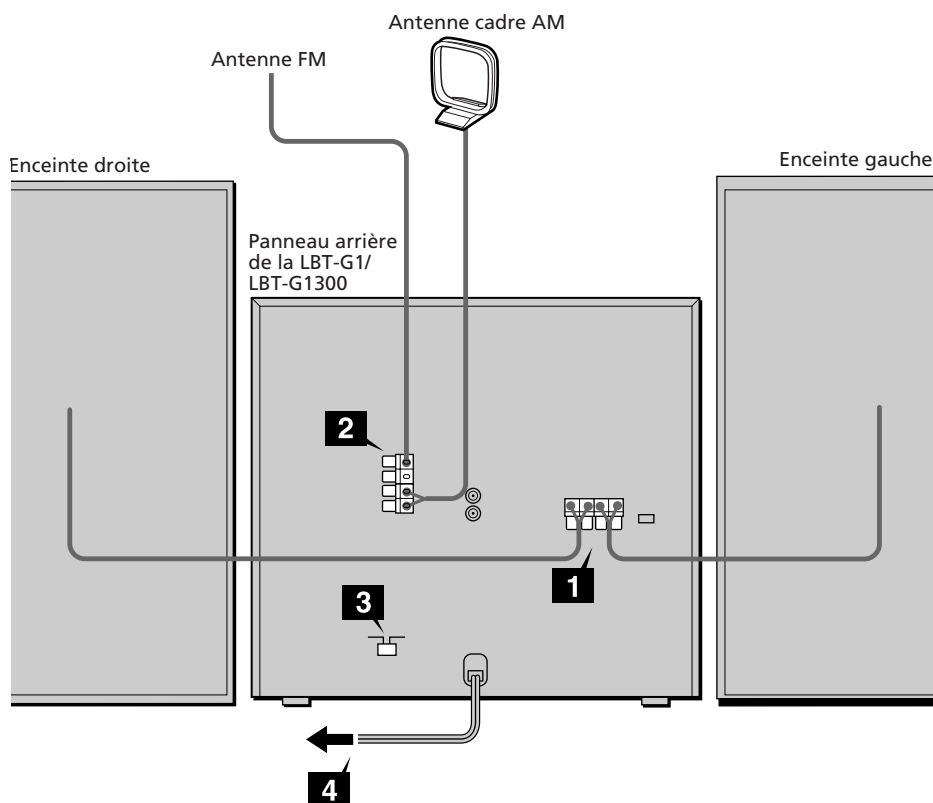 Antenne cadre AM
Antenne FM
Enceinte droite
Enceinte gauche
Panneau arrière
de la LBT-G1/
LBT-G1300
2
1
3
4